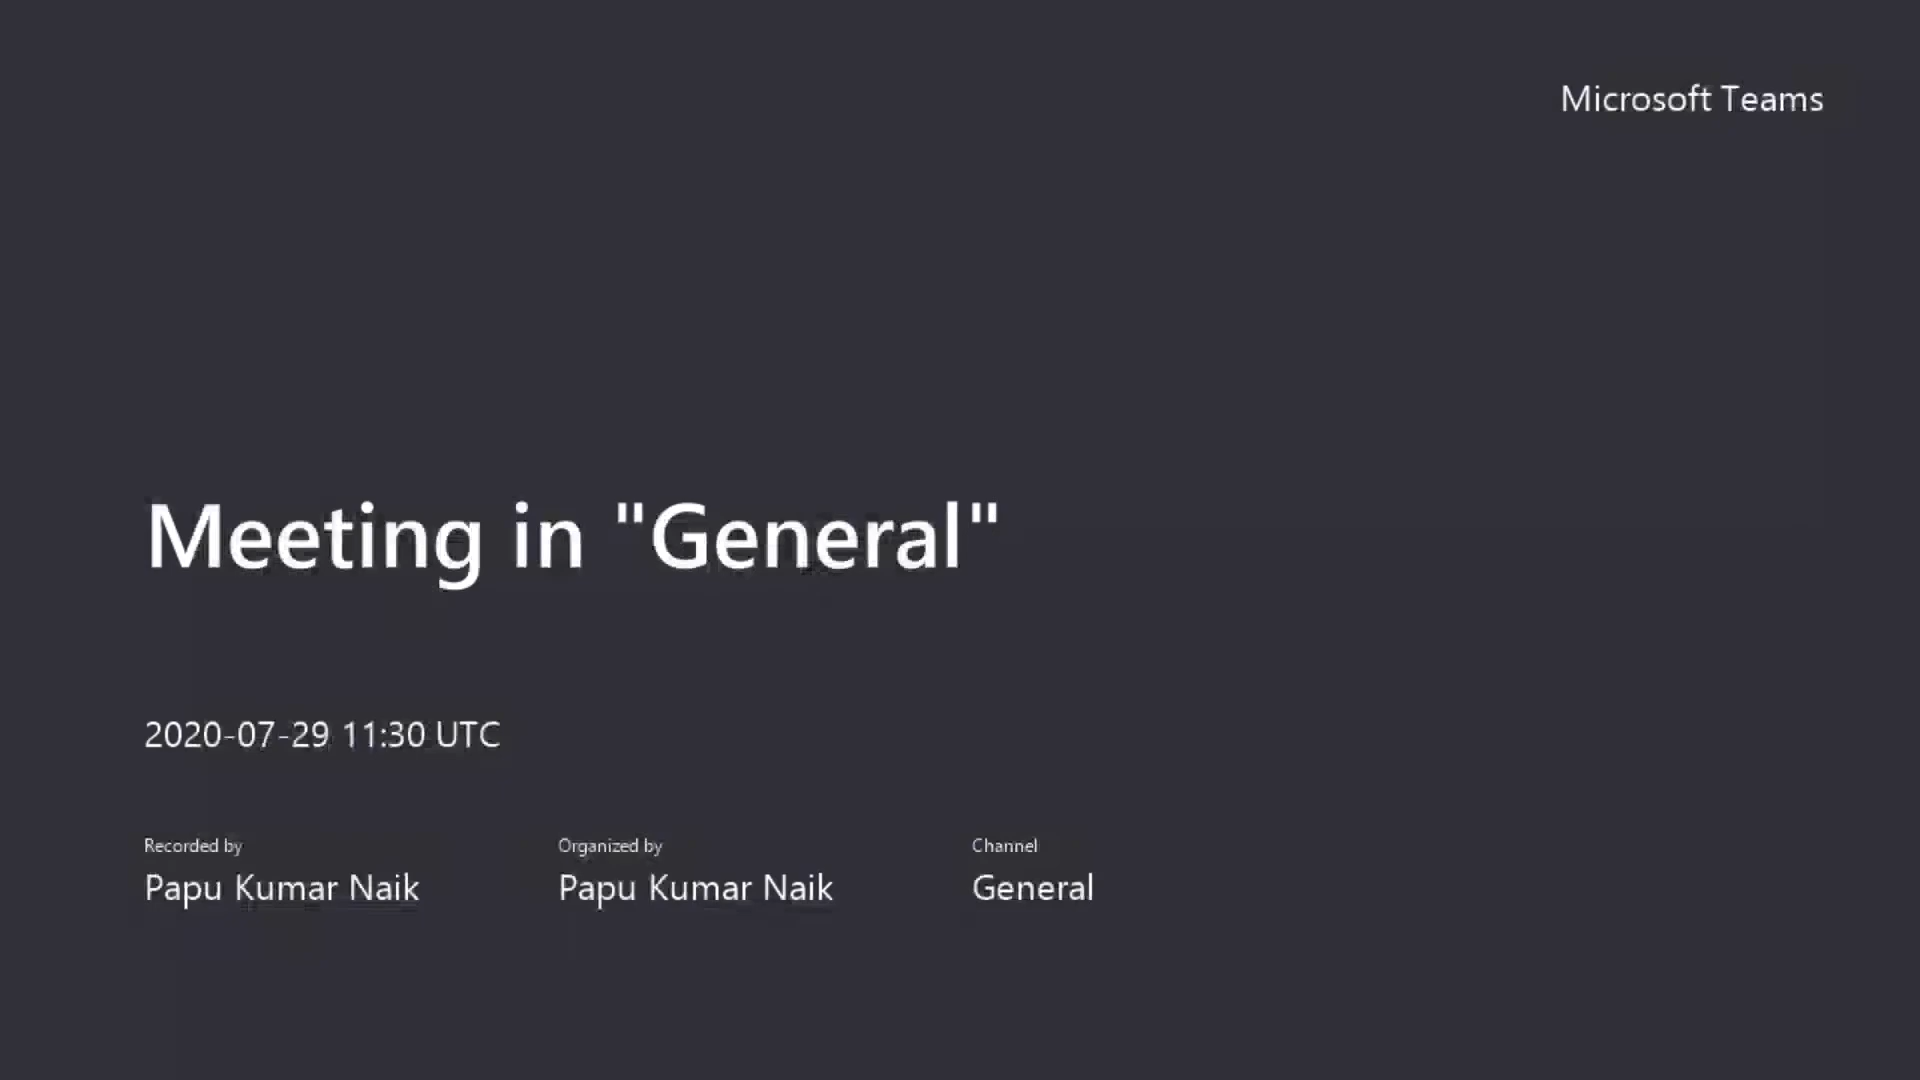 Microsoft Teams
Meeting in "General"
2020-07-29 11:30 UTC
Recorded by
Papu Kumar Naik
Organized by
Papu Kumar Naik
Channel
General